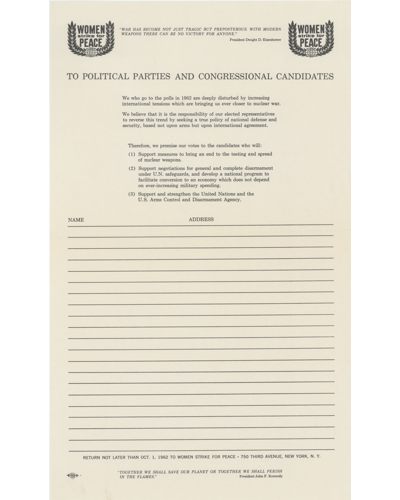 WOMEN
strike for
PEACE
"WAR HAS BECOME NOT JUST TRAGIC BUT PREPOSTEROUS. WITH MODERN
WEAPONS THERE CAN BE NO VICTORY FOR ANYONE."
President Dwight D. Eisenhower
WOMEN
strike for
PEACE
TO POLITICAL PARTIES AND CONGRESSIONAL CANDIDATES
We who go to the polls in 1962 are deeply disturbed by increasing
international tensions which are bringing us ever closer to nuclear war.
We believe that it is the responsibility of our elected representatives
to reverse this trend by seeking a true policy of national defense and
security, based not upon arms but upon international agreement.
Therefore, we promise our votes to the candidates who will:
(1) Support measures to bring an end to the testing and spread
of nuclear weapons.
(2) Support negotiations for general and complete disarmament
under U.N. safeguards, and develop a national program to
facilitate conversion to an economy which does not depend
on ever-increasing military spending.
(3) Support and strengthen the United Nations and the
U.S. Arms Control and Disarmament Agency.
NAME ADDRESS
RETURN NOT LATER THAN OCT. 1, 1962 TO WOMEN STRIKE FOR PEACE • 750 THIRD AVENUE, NEW YORK, N. Y.
"TOGETHER WE SHALL SAVE OUR PLANET OR TOGETHER WE SHALL PERISH
IN THE FLAMES."
President John F. Kennedy